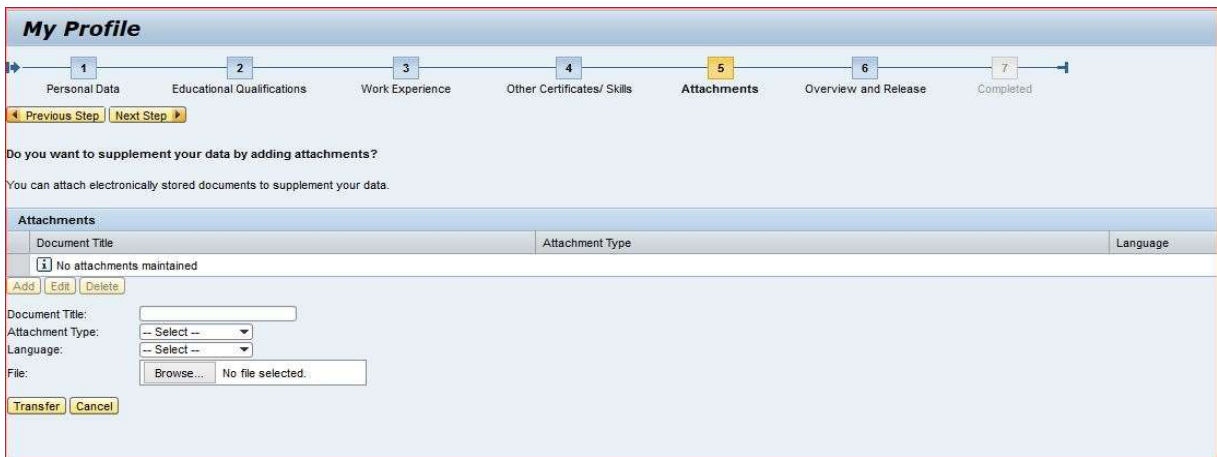 My Profile
1 2 3 4 5 6 7
Personal Data Educational Qualifications Work Experience Other Certificates/ Skills Attachments Overview and Release Completed
Previous Step Next Step
Do you want to supplement your data by adding attachments?
You can attach electronically stored documents to supplement your data.
Attachments
Document Title Attachment Type Language
No attachments maintained
Add Edit Delete
Document Title:
Attachment Type: -- Select --
Language: -- Select --
File: Browse... No file selected.
Transfer Cancel